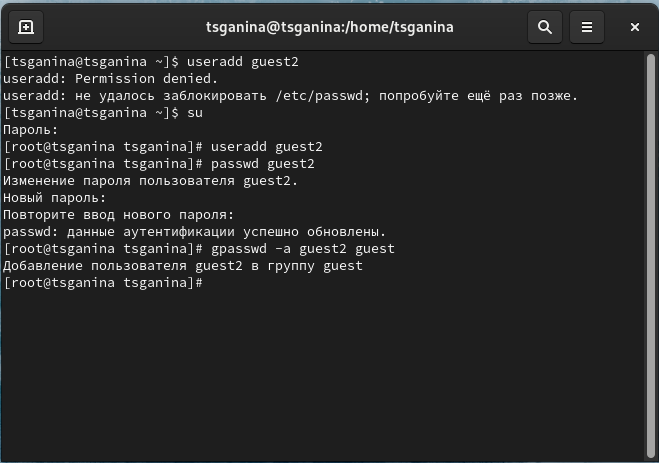 tsganina@tsganina:/home/tsganina
[tsganina@tsganina ~]$ useradd guest2
useradd: Permission denied.
useradd: не удалось заблокировать /etc/passwd; попробуйте ещё раз позже.
[tsganina@tsganina ~]$ su
Пароль:
[root@tsganina tsganina]# useradd guest2
[root@tsganina tsganina]# passwd guest2
Изменение пароля пользователя guest2.
Новый пароль:
Повторите ввод нового пароля:
passwd: данные аутентификации успешно обновлены.
[root@tsganina tsganina]# gpasswd -a guest2 guest
Добавление пользователя guest2 в группу guest
[root@tsganina tsganina]#